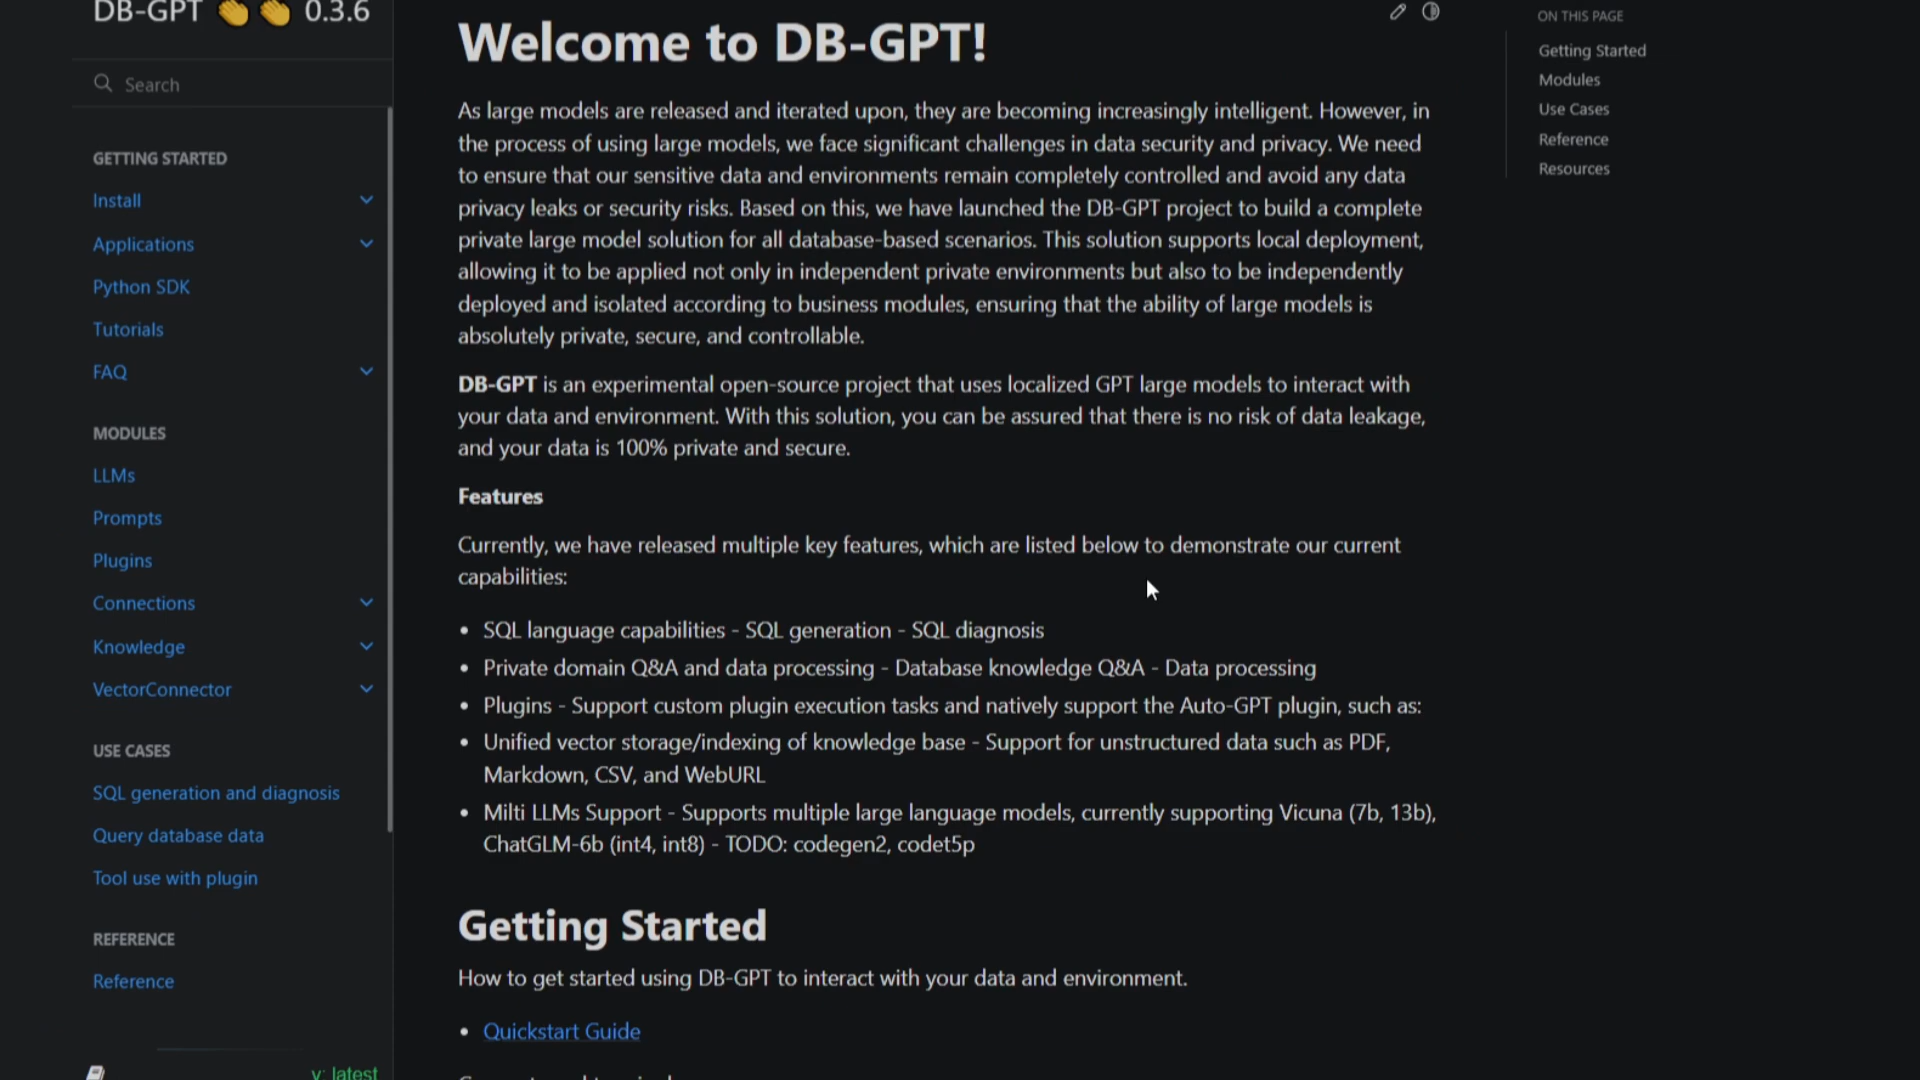 DB-GPT 👏 👏 0.3.6
Search
GETTING STARTED
Install
Applications
Python SDK
Tutorials
FAQ
MODULES
LLMs
Prompts
Plugins
Connections
Knowledge
VectorConnector
USE CASES
SQL generation and diagnosis
Query database data
Tool use with plugin
REFERENCE
Reference
v: latest
Welcome to DB-GPT!
As large models are released and iterated upon, they are becoming increasingly intelligent. However, in
the process of using large models, we face significant challenges in data security and privacy. We need
to ensure that our sensitive data and environments remain completely controlled and avoid any data
privacy leaks or security risks. Based on this, we have launched the DB-GPT project to build a complete
private large model solution for all database-based scenarios. This solution supports local deployment,
allowing it to be applied not only in independent private environments but also to be independently
deployed and isolated according to business modules, ensuring that the ability of large models is
absolutely private, secure, and controllable.
DB-GPT is an experimental open-source project that uses localized GPT large models to interact with
your data and environment. With this solution, you can be assured that there is no risk of data leakage,
and your data is 100% private and secure.
Features
Currently, we have released multiple key features, which are listed below to demonstrate our current
capabilities:
• SQL language capabilities - SQL generation - SQL diagnosis
• Private domain Q&A and data processing - Database knowledge Q&A - Data processing
• Plugins - Support custom plugin execution tasks and natively support the Auto-GPT plugin, such as:
• Unified vector storage/indexing of knowledge base - Support for unstructured data such as PDF,
Markdown, CSV, and WebURL
• Milti LLMs Support - Supports multiple large language models, currently supporting Vicuna (7b, 13b),
ChatGLM-6b (int4, int8) - TODO: codegen2, codet5p
Getting Started
How to get started using DB-GPT to interact with your data and environment.
• Quickstart Guide
ON THIS PAGE
Getting Started
Modules
Use Cases
Reference
Resources